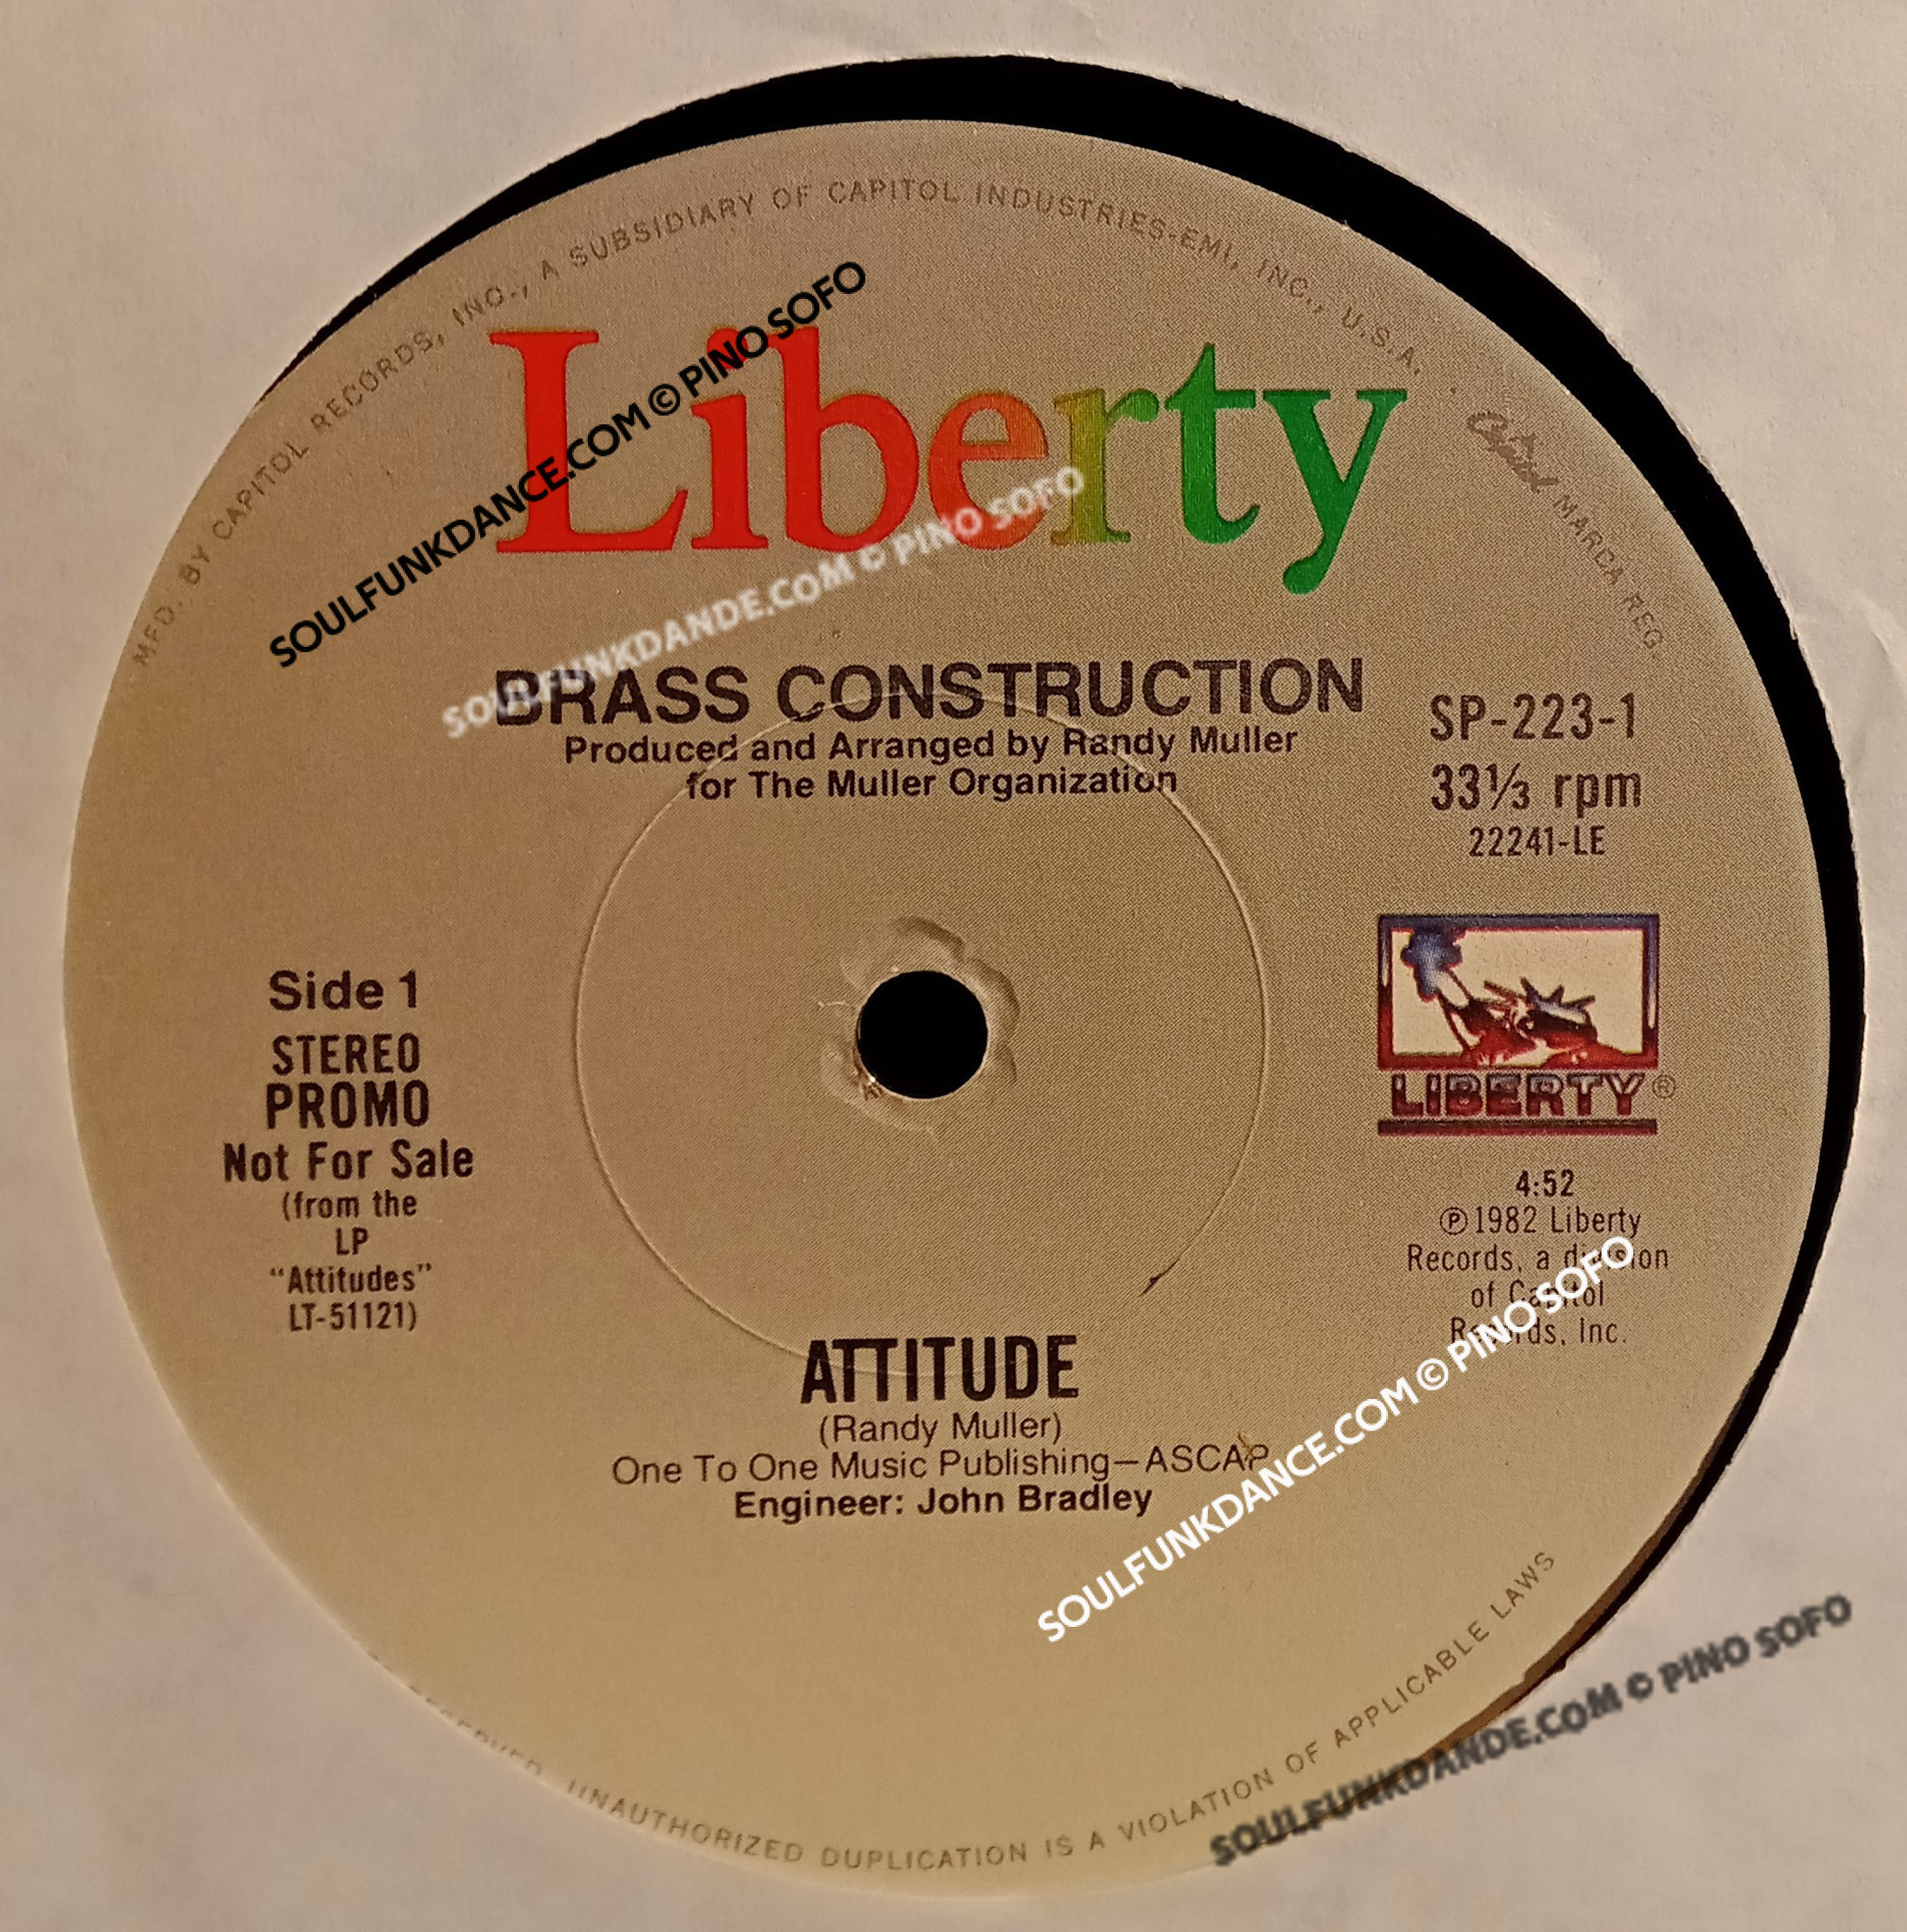 MFD. BY CAPITOL RECORDS, INC., A SUBSIDIARY OF CAPITOL INDUSTRIES-EMI, INC., U.S.A. · Capitol MARCA REG.
Liberty
SOULFUNKDANCE.COM © PINO SOFO
SOULFUNKDANDE.COM © PINO SOFO
BRASS CONSTRUCTION
Produced and Arranged by Randy Muller
for The Muller Organization
SP-223-1
33⅓ rpm
22241-LE
Side 1
STEREO
PROMO
Not For Sale
(from the
LP
"Attitudes"
LT-51121)
LIBERTY®
4:52
℗1982 Liberty
Records, a division
of Capitol
Records, Inc.
ATTITUDE
(Randy Muller)
One To One Music Publishing—ASCAP
Engineer: John Bradley
SOULFUNKDANCE.COM © PINO SOFO
SOULFUNKDANDE.COM © PINO SOFO
UNAUTHORIZED DUPLICATION IS A VIOLATION OF APPLICABLE LAWS